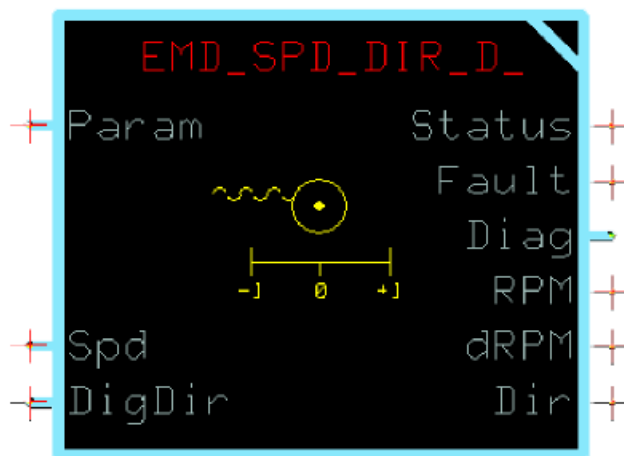 EMD_SPD_DIR_D_
Param Status
Fault
Diag
-1 0 +1 RPM
Spd dRPM
DigDir Dir